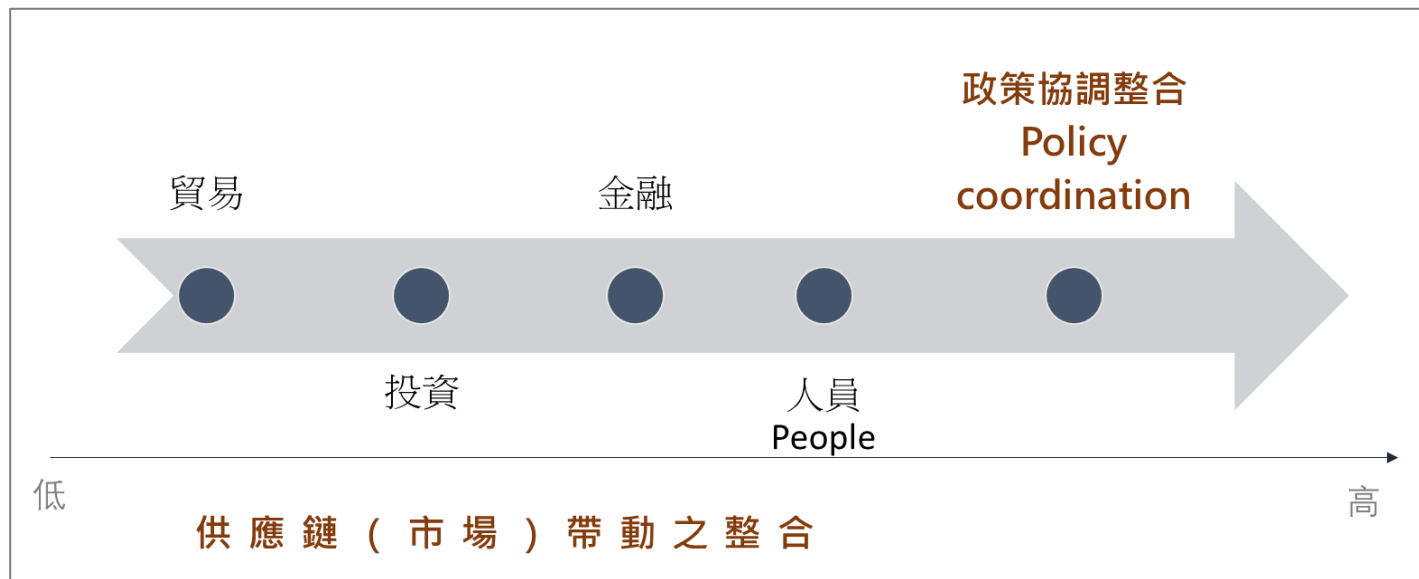 政策協調整合
Policy
coordination
貿易
金融
投資
人員
People
低
高
供應鏈(市場)帶動之整合